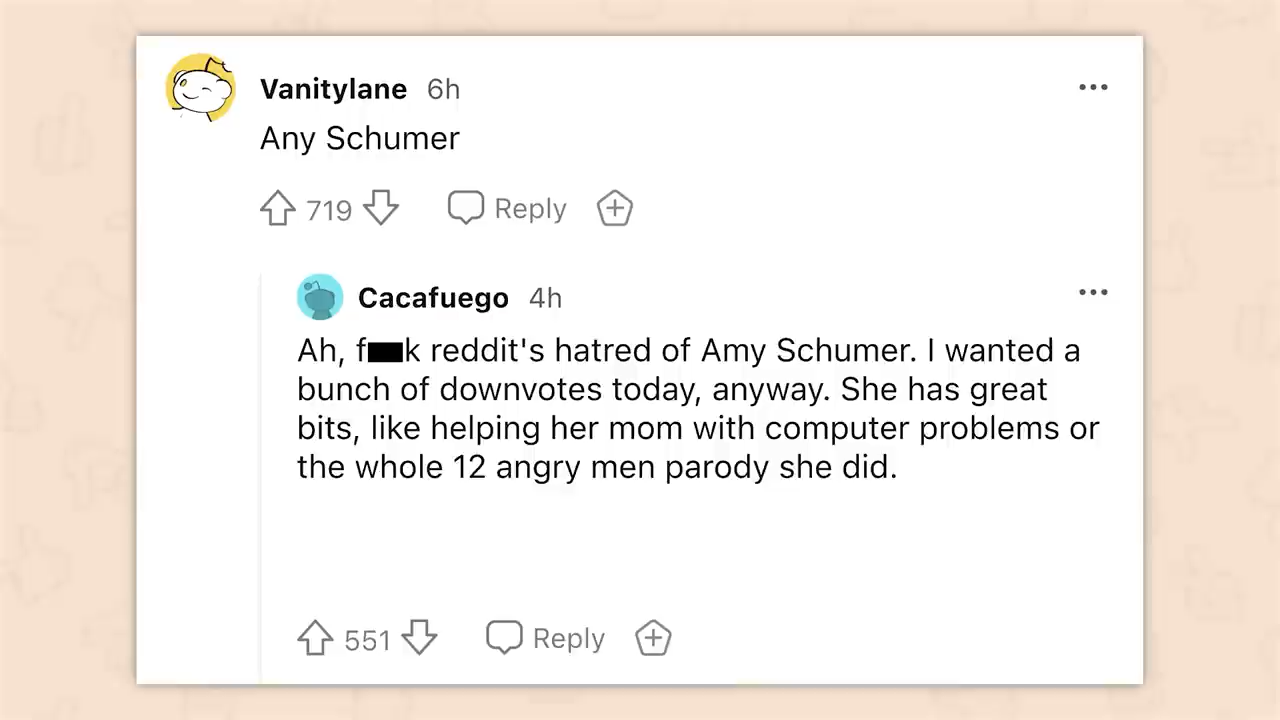 Vanitylane 6h
Any Schumer
719 Reply
Cacafuego 4h
Ah, f██k reddit's hatred of Amy Schumer. I wanted a
bunch of downvotes today, anyway. She has great
bits, like helping her mom with computer problems or
the whole 12 angry men parody she did.
551 Reply